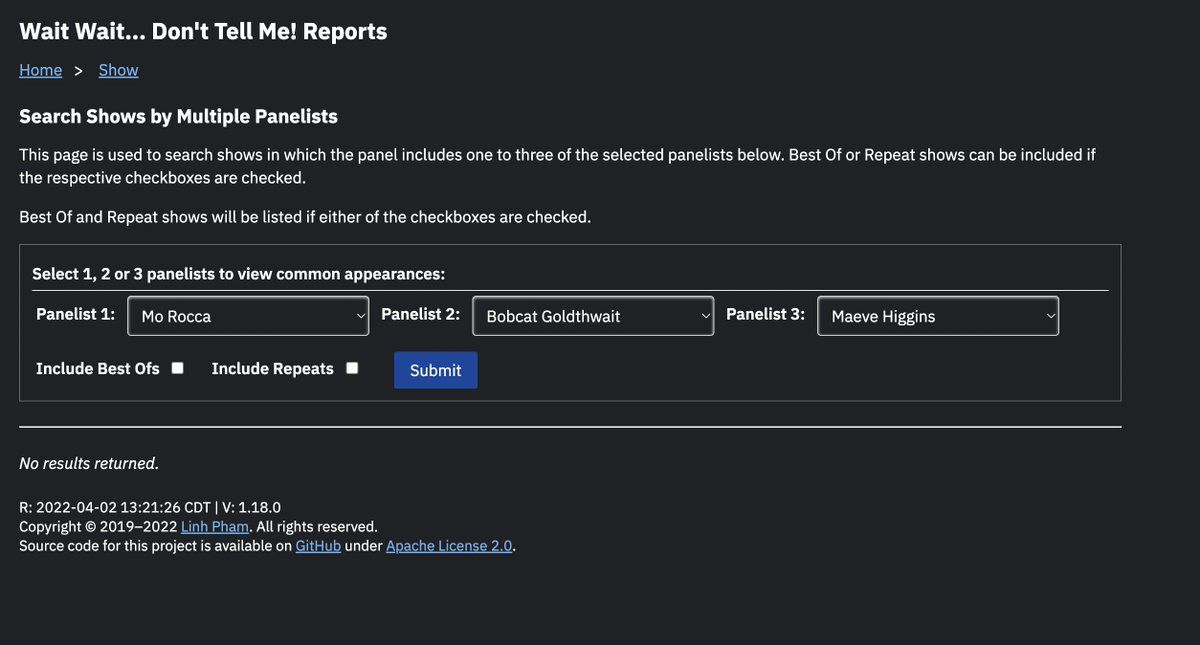 Wait Wait... Don't Tell Me! Reports
Home > Show
Search Shows by Multiple Panelists
This page is used to search shows in which the panel includes one to three of the selected panelists below. Best Of or Repeat shows can be included if
the respective checkboxes are checked.
Best Of and Repeat shows will be listed if either of the checkboxes are checked.
Select 1, 2 or 3 panelists to view common appearances:
Panelist 1: Mo Rocca Panelist 2: Bobcat Goldthwait Panelist 3: Maeve Higgins
Include Best Ofs Include Repeats Submit
No results returned.
R: 2022-04-02 13:21:26 CDT | V: 1.18.0
Copyright © 2019–2022 Linh Pham. All rights reserved.
Source code for this project is available on GitHub under Apache License 2.0.